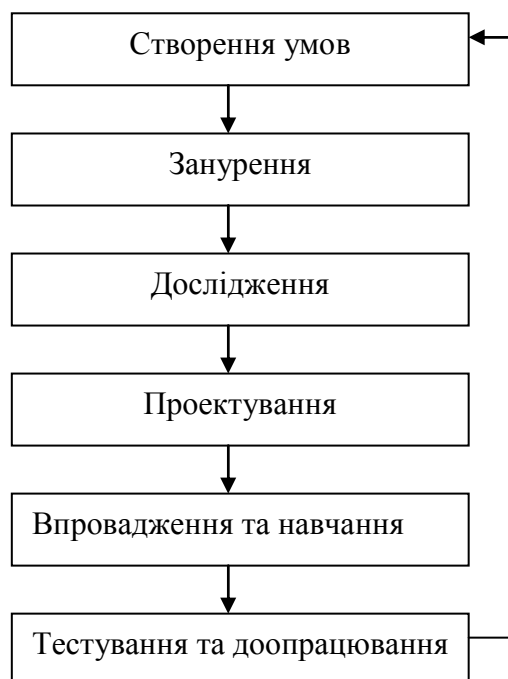 Створення умов
Занурення
Дослідження
Проектування
Впровадження та навчання
Тестування та доопрацювання